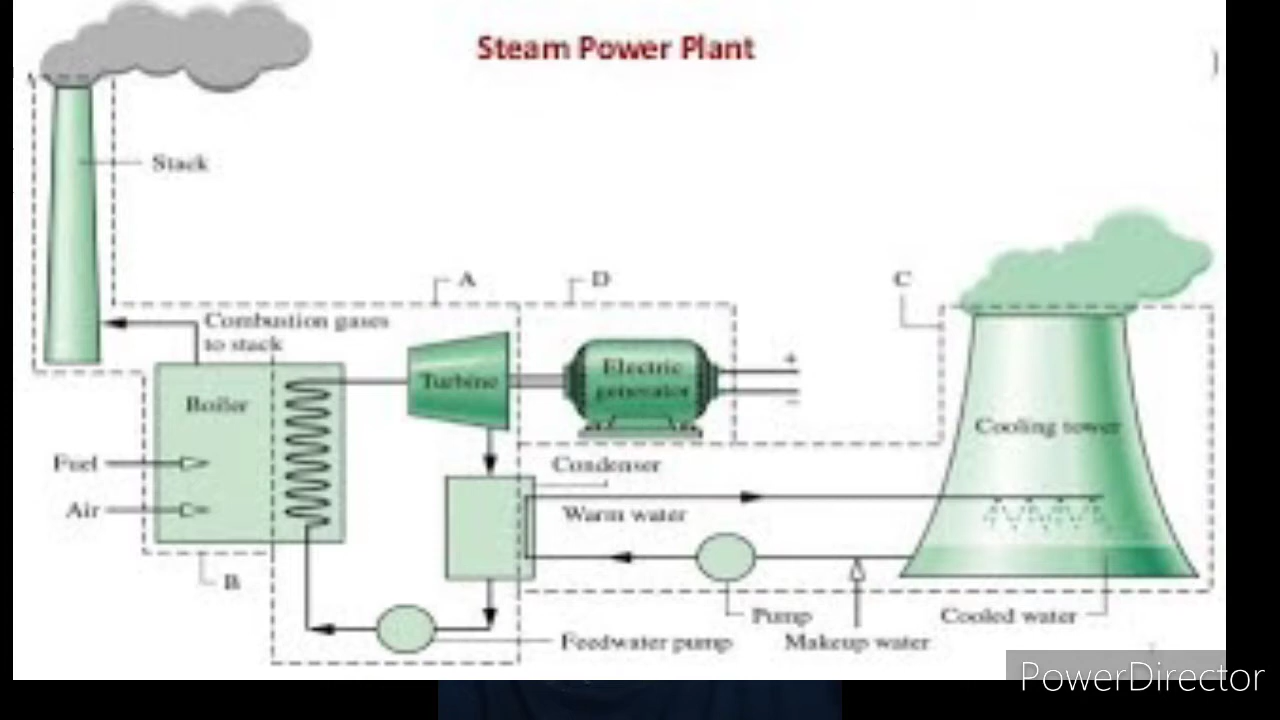 Steam Power Plant
Stack
A
D
C
Combustion gases
to stack
Boiler
Turbine
Electric
generator
+
−
Cooling tower
Fuel
Air
Condenser
Warm water
B
Pump
Makeup water
Cooled water
Feedwater pump
PowerDirector